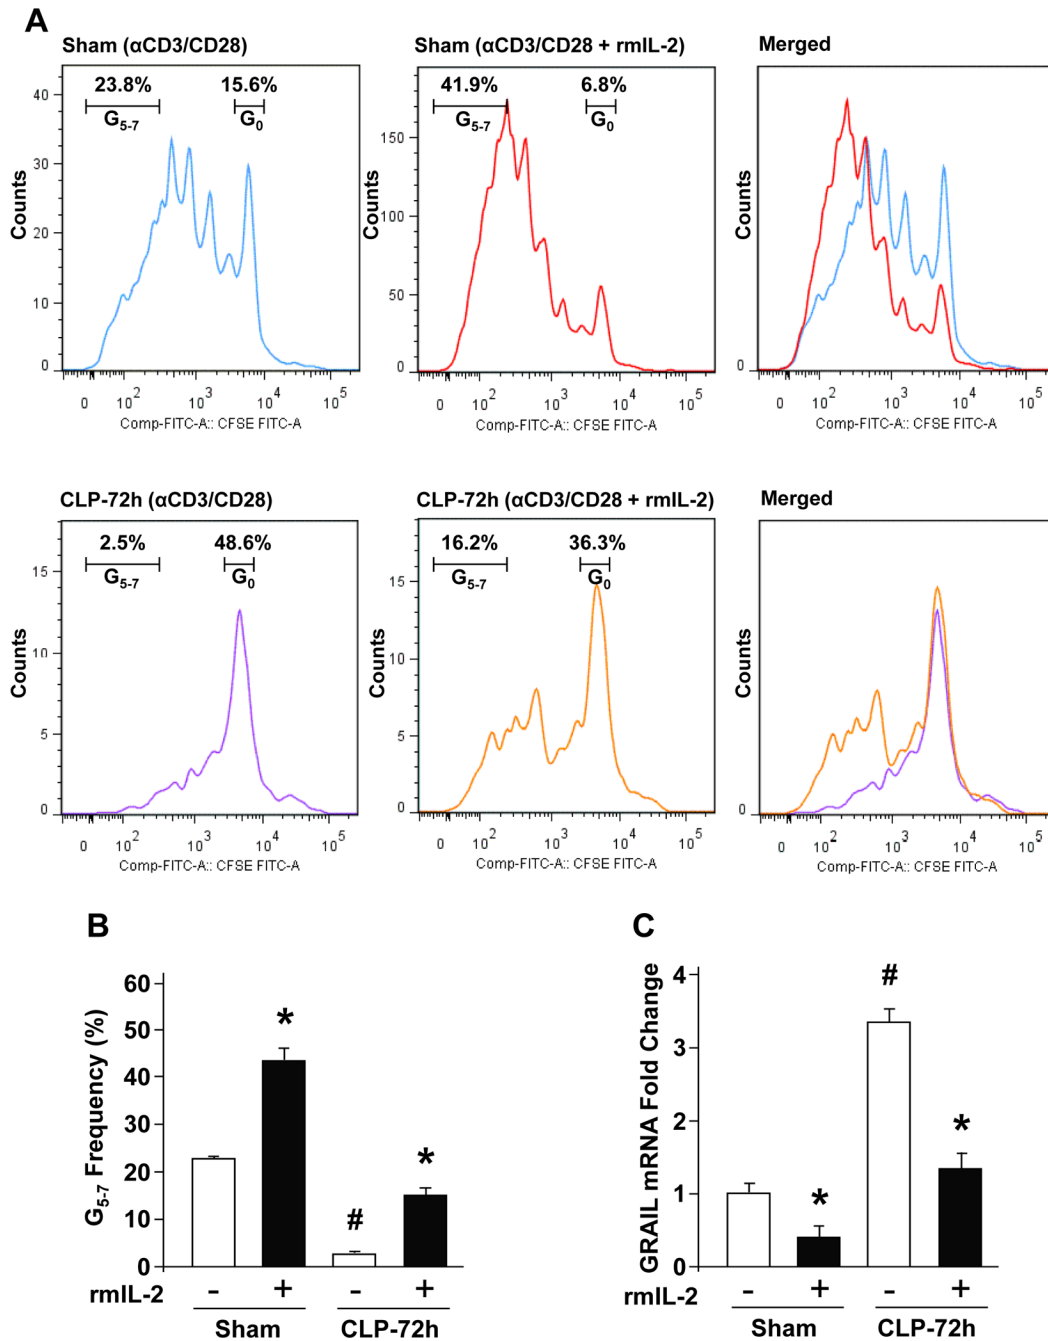 A
Sham (αCD3/CD28)
Sham (αCD3/CD28 + rmIL-2)
Merged
23.8%
15.6%
G5-7
G0
41.9%
6.8%
G5-7
G0
Counts
40
30
20
10
0
Counts
150
100
50
0
Counts
0
0 10^2 10^3 10^4 10^5
0 10^2 10^3 10^4 10^5
0 10^2 10^3 10^4 10^5
Comp-FITC-A:: CFSE FITC-A
Comp-FITC-A:: CFSE FITC-A
Comp-FITC-A:: CFSE FITC-A
CLP-72h (αCD3/CD28)
CLP-72h (αCD3/CD28 + rmIL-2)
Merged
2.5%
48.6%
G5-7
G0
16.2%
36.3%
G5-7
G0
Counts
15
10
5
0
Counts
15
10
5
0
Counts
0
0 10^2 10^3 10^4 10^5
0 10^2 10^3 10^4 10^5
0 10^2 10^3 10^4 10^5
Comp-FITC-A:: CFSE FITC-A
Comp-FITC-A:: CFSE FITC-A
Comp-FITC-A:: CFSE FITC-A
B
G5-7 Frequency (%)
60
50
40
30
20
10
0
*
#
*
rmIL-2 - + - +
Sham CLP-72h
C
GRAIL mRNA Fold Change
4
3
2
1
0
*
#
*
rmIL-2 - + - +
Sham CLP-72h